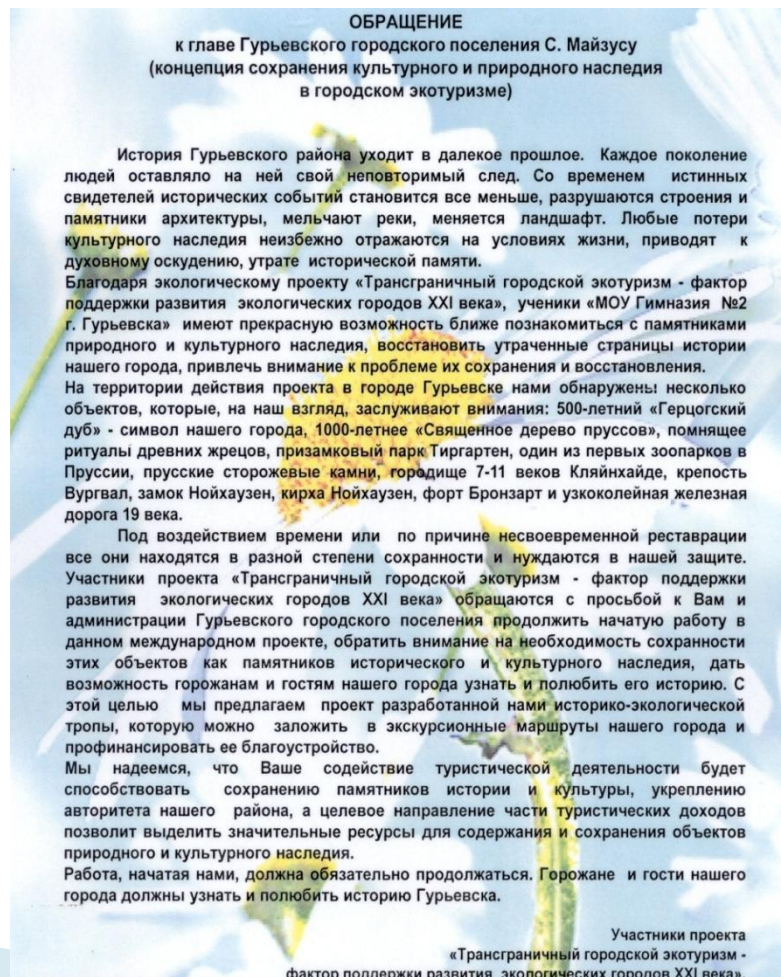 ОБРАЩЕНИЕ
к главе Гурьевского городского поселения С. Майзусу
(концепция сохранения культурного и природного наследия
в городском экотуризме)
История Гурьевского района уходит в далекое прошлое. Каждое поколение
людей оставляло на ней свой неповторимый след. Со временем истинных
свидетелей исторических событий становится все меньше, разрушаются строения и
памятники архитектуры, мельчают реки, меняется ландшафт. Любые потери
культурного наследия неизбежно отражаются на условиях жизни, приводят к
духовному оскудению, утрате исторической памяти.
Благодаря экологическому проекту «Трансграничный городской экотуризм - фактор
поддержки развития экологических городов XXI века», ученики «МОУ Гимназия №2
г. Гурьевска» имеют прекрасную возможность ближе познакомиться с памятниками
природного и культурного наследия, восстановить утраченные страницы истории
нашего города, привлечь внимание к проблеме их сохранения и восстановления.
На территории действия проекта в городе Гурьевске нами обнаружены несколько
объектов, которые, на наш взгляд, заслуживают внимания: 500-летний «Герцогский
дуб» - символ нашего города, 1000-летнее «Священное дерево пруссов», помнящее
ритуалы древних жрецов, призамковый парк Тиргартен, один из первых зоопарков в
Пруссии, прусские сторожевые камни, городище 7-11 веков Кляйнхайде, крепость
Вургвал, замок Нойхаузен, кирха Нойхаузен, форт Бронзарт и узкоколейная железная
дорога 19 века.
Под воздействием времени или по причине несвоевременной реставрации
все они находятся в разной степени сохранности и нуждаются в нашей защите.
Участники проекта «Трансграничный городской экотуризм - фактор поддержки
развития экологических городов XXI века» обращаются с просьбой к Вам и
администрации Гурьевского городского поселения продолжить начатую работу в
данном международном проекте, обратить внимание на необходимость сохранности
этих объектов как памятников исторического и культурного наследия, дать
возможность горожанам и гостям нашего города узнать и полюбить его историю. С
этой целью мы предлагаем проект разработанной нами историко-экологической
тропы, которую можно заложить в экскурсионные маршруты нашего города и
профинансировать ее благоустройство.
Мы надеемся, что Ваше содействие туристической деятельности будет
способствовать сохранению памятников истории и культуры, укреплению
авторитета нашего района, а целевое направление части туристических доходов
позволит выделить значительные ресурсы для содержания и сохранения объектов
природного и культурного наследия.
Работа, начатая нами, должна обязательно продолжаться. Горожане и гости нашего
города должны узнать и полюбить историю Гурьевска.
Участники проекта
«Трансграничный городской экотуризм -
фактор поддержки развития экологических городов XXI века».